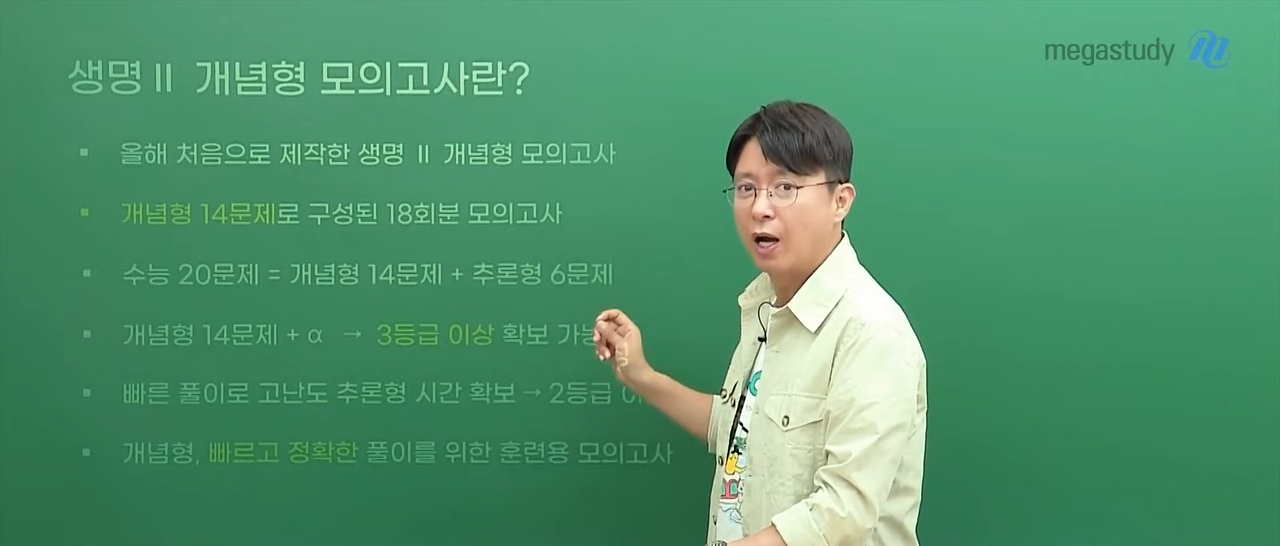 megastudy
생명 Ⅱ 개념형 모의고사란?
▪ 올해 처음으로 제작한 생명 Ⅱ 개념형 모의고사
▪ 개념형 14문제로 구성된 18회분 모의고사
▪ 수능 20문제 = 개념형 14문제 + 추론형 6문제
▪ 개념형 14문제 + α → 3등급 이상 확보
▪ 빠른 풀이로 고난도 추론형 시간 확보 → 2등급
▪ 개념형, 빠르고 정확한 풀이를 위한 훈련용 모의고사